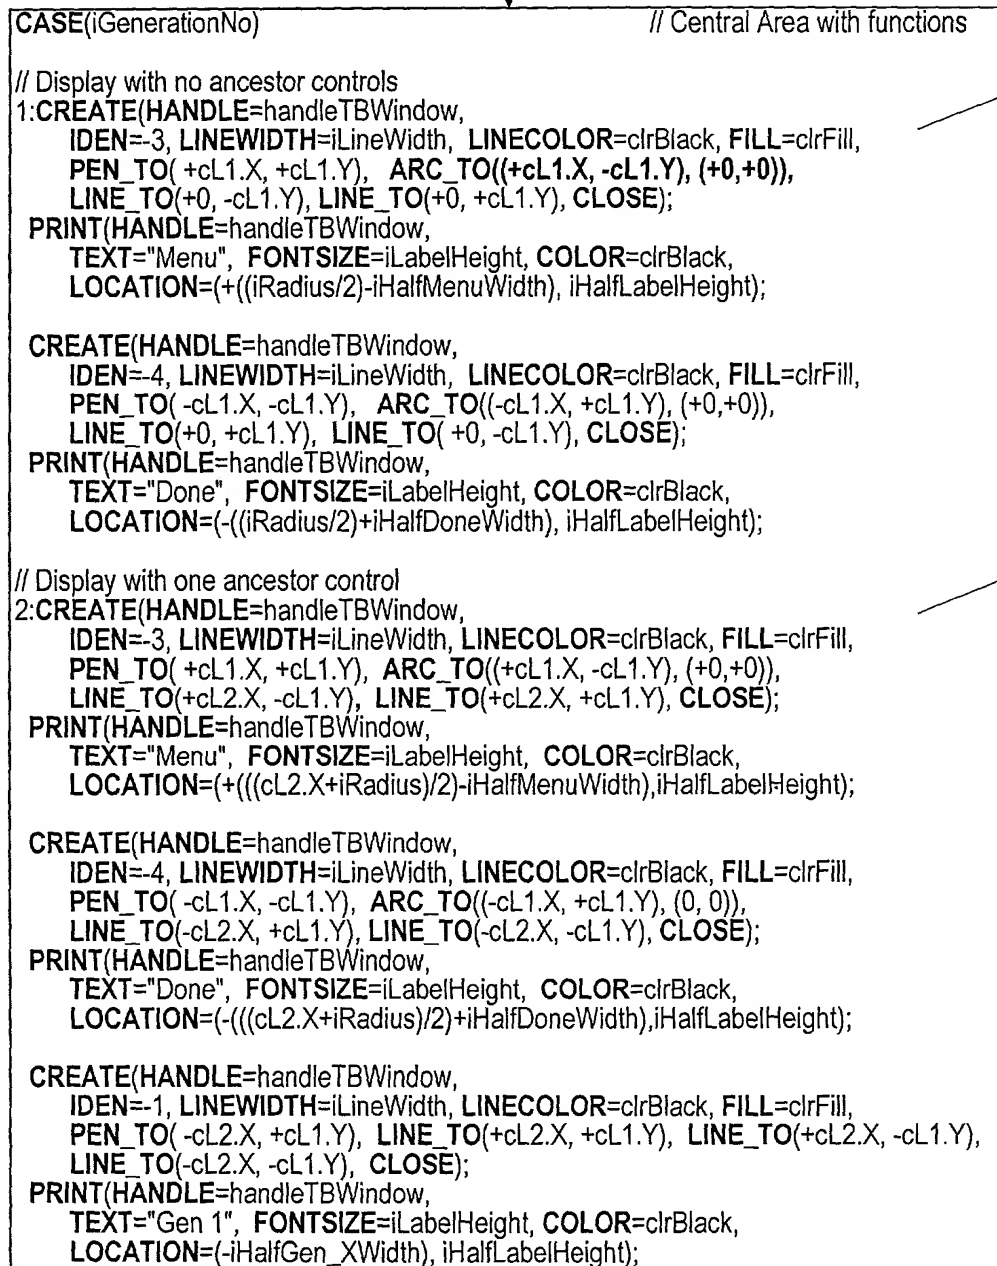 CASE(iGenerationNo) // Central Area with functions
// Display with no ancestor controls
1:CREATE(HANDLE=handleTBWindow,
IDEN=-3, LINEWIDTH=iLineWidth, LINECOLOR=clrBlack, FILL=clrFill,
PEN_TO( +cL1.X, +cL1.Y), ARC_TO((+cL1.X, -cL1.Y), (+0,+0)),
LINE_TO(+0, -cL1.Y), LINE_TO(+0, +cL1.Y), CLOSE);
PRINT(HANDLE=handleTBWindow,
TEXT="Menu", FONTSIZE=iLabelHeight, COLOR=clrBlack,
LOCATION=(+((iRadius/2)-iHalfMenuWidth), iHalfLabelHeight);
CREATE(HANDLE=handleTBWindow,
IDEN=-4, LINEWIDTH=iLineWidth, LINECOLOR=clrBlack, FILL=clrFill,
PEN_TO( -cL1.X, -cL1.Y), ARC_TO((-cL1.X, +cL1.Y), (+0,+0)),
LINE_TO(+0, +cL1.Y), LINE_TO( +0, -cL1.Y), CLOSE);
PRINT(HANDLE=handleTBWindow,
TEXT="Done", FONTSIZE=iLabelHeight, COLOR=clrBlack,
LOCATION=(-((iRadius/2)+iHalfDoneWidth), iHalfLabelHeight);
// Display with one ancestor control
2:CREATE(HANDLE=handleTBWindow,
IDEN=-3, LINEWIDTH=iLineWidth, LINECOLOR=clrBlack, FILL=clrFill,
PEN_TO( +cL1.X, +cL1.Y), ARC_TO((+cL1.X, -cL1.Y), (+0,+0)),
LINE_TO(+cL2.X, -cL1.Y), LINE_TO(+cL2.X, +cL1.Y), CLOSE);
PRINT(HANDLE=handleTBWindow,
TEXT="Menu", FONTSIZE=iLabelHeight, COLOR=clrBlack,
LOCATION=(+(((cL2.X+iRadius)/2)-iHalfMenuWidth),iHalfLabelHeight);
CREATE(HANDLE=handleTBWindow,
IDEN=-4, LINEWIDTH=iLineWidth, LINECOLOR=clrBlack, FILL=clrFill,
PEN_TO( -cL1.X, -cL1.Y), ARC_TO((-cL1.X, +cL1.Y), (0, 0)),
LINE_TO(-cL2.X, +cL1.Y), LINE_TO(-cL2.X, -cL1.Y), CLOSE);
PRINT(HANDLE=handleTBWindow,
TEXT="Done", FONTSIZE=iLabelHeight, COLOR=clrBlack,
LOCATION=(-(((cL2.X+iRadius)/2)+iHalfDoneWidth),iHalfLabelHeight);
CREATE(HANDLE=handleTBWindow,
IDEN=-1, LINEWIDTH=iLineWidth, LINECOLOR=clrBlack, FILL=clrFill,
PEN_TO( -cL2.X, +cL1.Y), LINE_TO(+cL2.X, +cL1.Y), LINE_TO(+cL2.X, -cL1.Y),
LINE_TO(-cL2.X, -cL1.Y), CLOSE);
PRINT(HANDLE=handleTBWindow,
TEXT="Gen 1", FONTSIZE=iLabelHeight, COLOR=clrBlack,
LOCATION=(-iHalfGen_XWidth), iHalfLabelHeight);